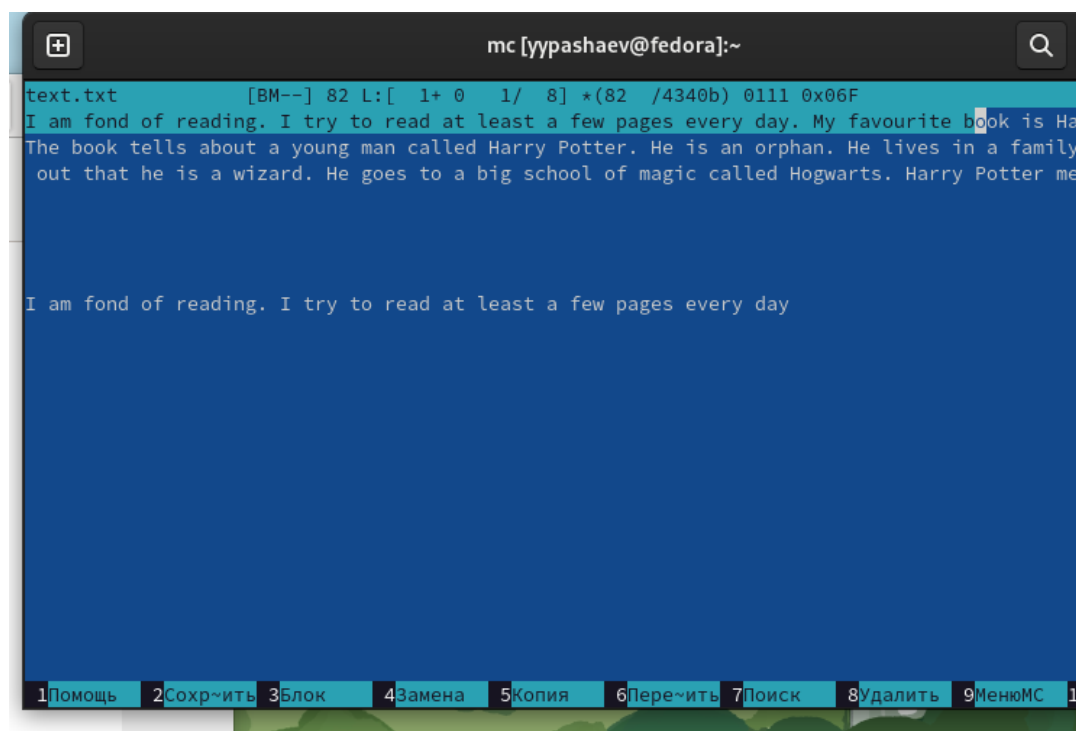 mc [yypashaev@fedora]:~
text.txt [BM--] 82 L:[ 1+ 0 1/ 8] *(82 /4340b) 0111 0x06F
I am fond of reading. I try to read at least a few pages every day. My favourite book is Ha
The book tells about a young man called Harry Potter. He is an orphan. He lives in a family
out that he is a wizard. He goes to a big school of magic called Hogwarts. Harry Potter me
I am fond of reading. I try to read at least a few pages every day
1Помощь 2Сохр~ить 3Блок 4Замена 5Копия 6Пере~ить 7Поиск 8Удалить 9МенюМС 1